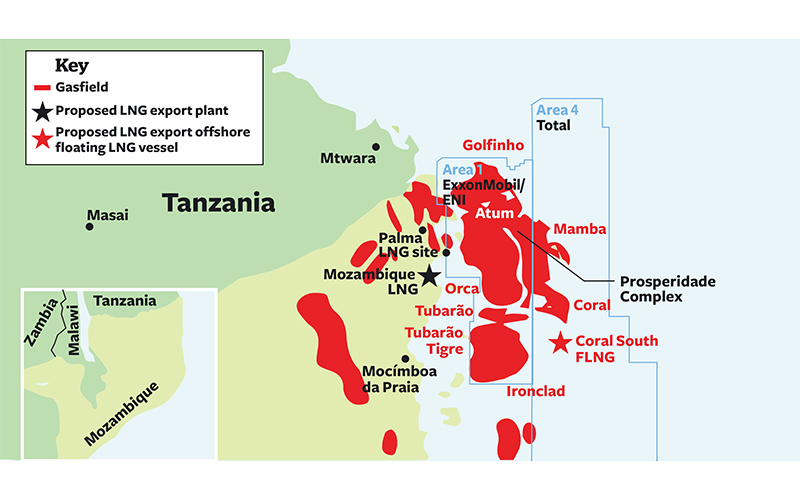 Key
Gasfield
Proposed LNG export plant
Proposed LNG export offshore
floating LNG vessel
Area 4
Total
Golfinho
Mtwara
Area 1
ExxonMobil/
ENI
Tanzania
Masai
Atum
Mamba
Palma
LNG site
Mozambique
LNG
Prosperidade
Complex
Orca
Coral
Tubarão
Tubarão
Tigre
Coral South
FLNG
Mocímboa
da Praia
Ironclad
Zambia
Malawi
Tanzania
Mozambique